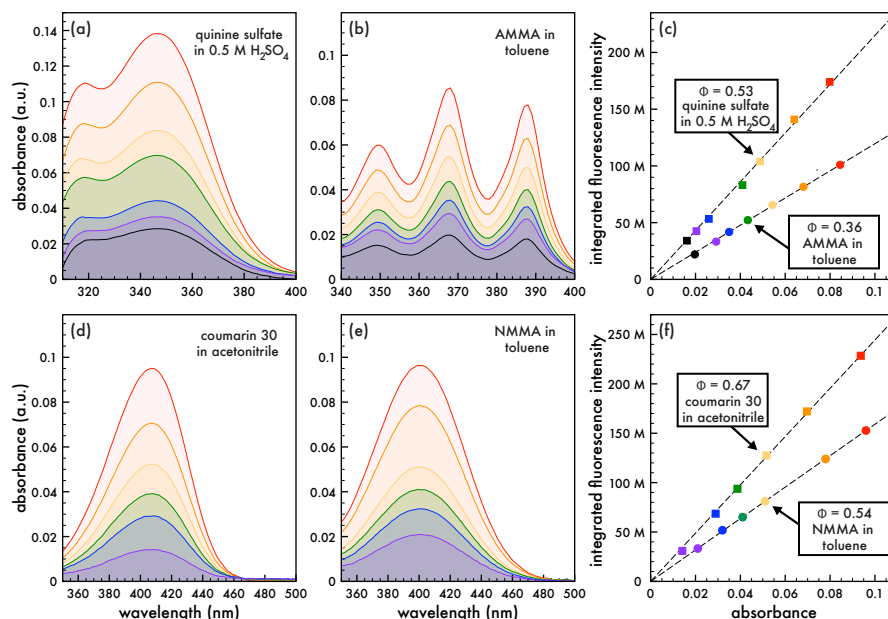 (a)
quinine sulfate
in 0.5 M H₂SO₄
absorbance (a.u.)
0.14
0.12
0.1
0.08
0.06
0.04
0.02
0
320
340
360
380
400
(b)
AMMA in
toluene
0.1
0.08
0.06
0.04
0.02
0
340
350
360
370
380
390
400
(c)
integrated fluorescence intensity
200 M
150 M
100 M
50 M
0
Φ = 0.53
quinine sulfate
in 0.5 M H₂SO₄
Φ = 0.36
AMMA in
toluene
0
0.02
0.04
0.06
0.08
0.1
(d)
coumarin 30
in acetonitrile
absorbance (a.u.)
0.1
0.08
0.06
0.04
0.02
0
360
380
400
420
440
460
480
500
wavelength (nm)
(e)
NMMA in
toluene
0.1
0.08
0.06
0.04
0.02
0
360
380
400
420
440
460
480
500
wavelength (nm)
(f)
integrated fluorescence intensity
250 M
200 M
150 M
100 M
50 M
0
Φ = 0.67
coumarin 30
in acetonitrile
Φ = 0.54
NMMA in
toluene
0
0.02
0.04
0.06
0.08
0.1
absorbance